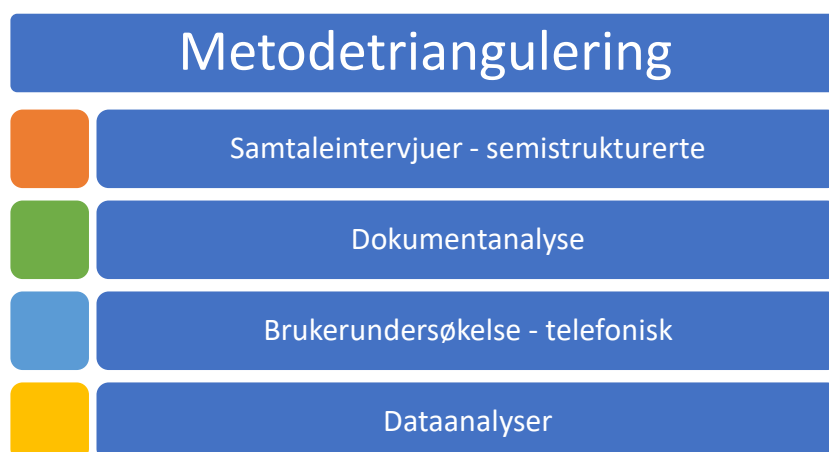 Metodetriangulering
Samtaleintervjuer - semistrukturerte
Dokumentanalyse
Brukerundersøkelse - telefonisk
Dataanalyser